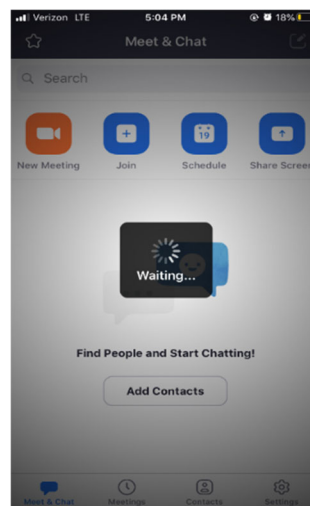 Verizon LTE 5:04 PM 18%
Meet & Chat
Search
19
New Meeting Join Schedule Share Screen
Waiting...
Find People and Start Chatting!
Add Contacts
Meet & Chat Meetings Contacts Settings